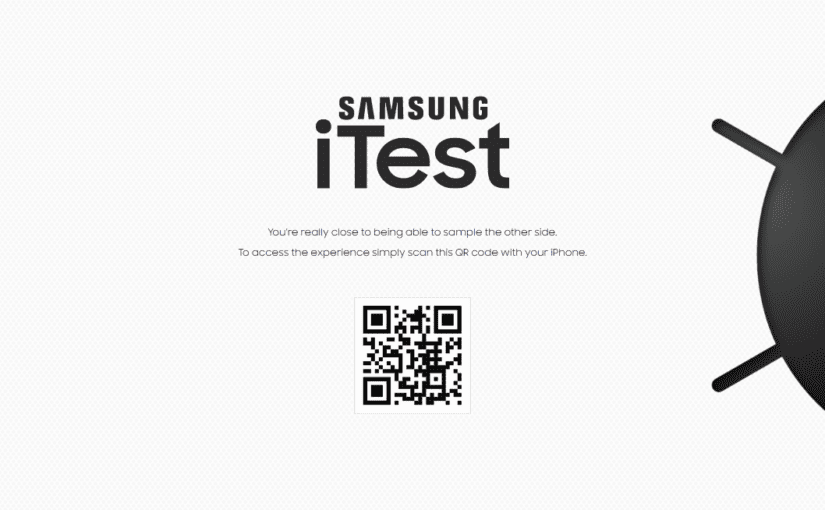 SAMSUNG
iTest
You're really close to being able to sample the other side.
To access the experience simply scan this QR code with your iPhone.